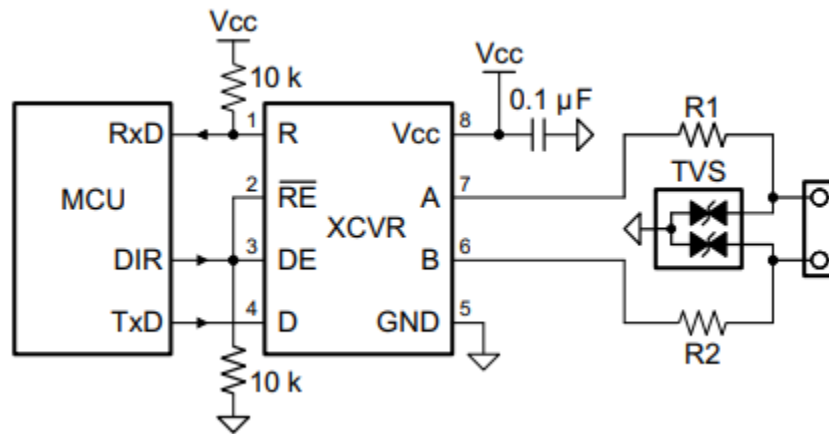 Vcc
10 k
Vcc
0.1 μF
R1
RxD
1
R
Vcc
8
TVS
MCU
2
RE
A
7
XCVR
DIR
3
DE
B
6
TxD
4
D
GND
5
10 k
R2